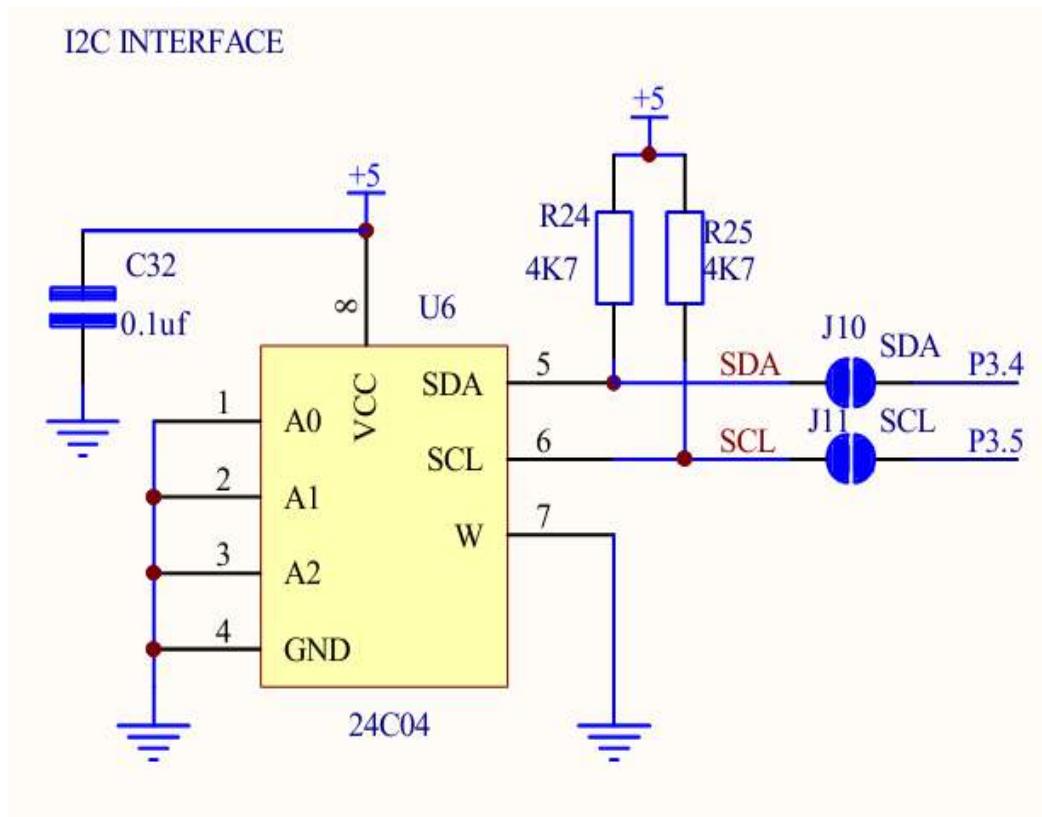 I2C INTERFACE
+5
+5
R24
4K7
R25
4K7
C32
0.1uf
8
U6
J10
SDA
5
SDA
SDA
P3.4
VCC
1
A0
J11
SCL
6
SCL
SCL
P3.5
2
A1
7
W
3
A2
4
GND
24C04